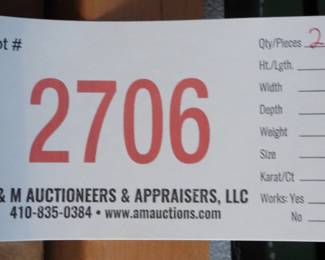 ot #
2706
& M AUCTIONEERS & APPRAISERS, LLC
410-835-0384 • www.amauctions.com
Qty/Pieces 2
Ht./Lgth.
Width
Depth
Weight
Size
Karat/Ct
Works: Yes
No